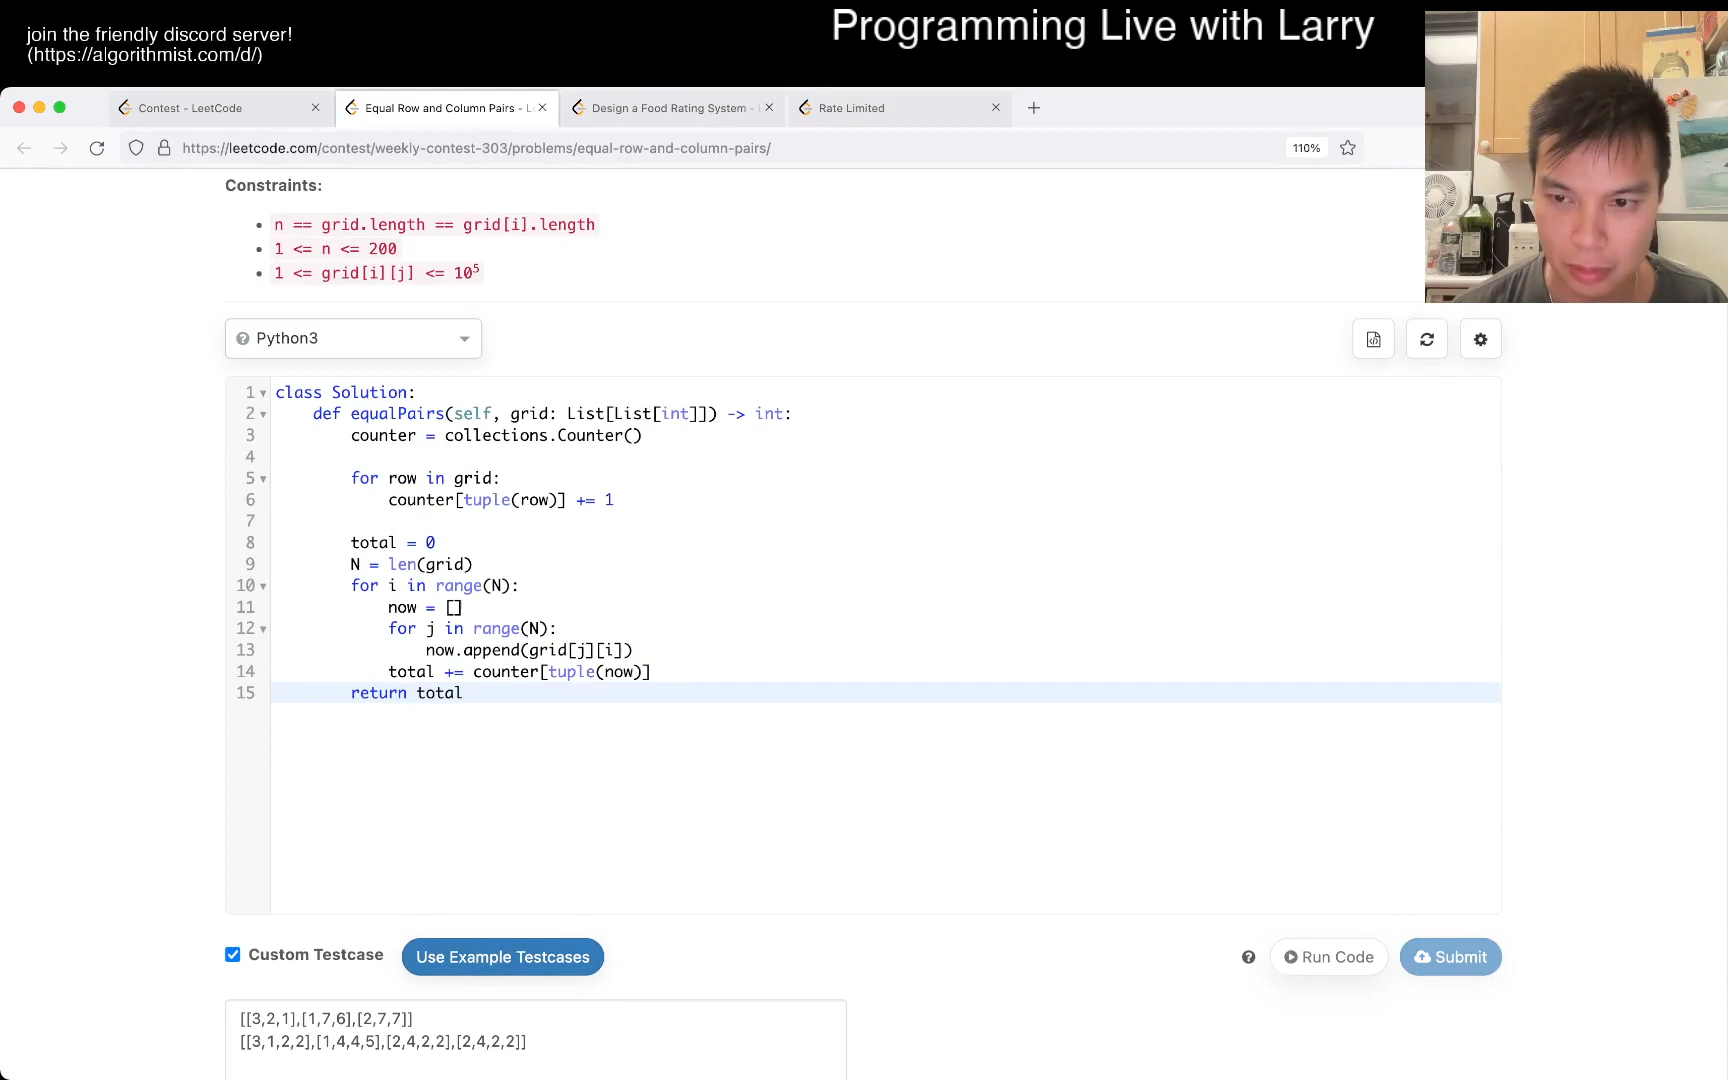 join the friendly discord server!
(https://algorithmist.com/d/)
Programming Live with Larry
Contest - LeetCode
Equal Row and Column Pairs - L
Design a Food Rating System -
Rate Limited
https://leetcode.com/contest/weekly-contest-303/problems/equal-row-and-column-pairs/
110%
Constraints:
n == grid.length == grid[i].length
1 <= n <= 200
1 <= grid[i][j] <= 10⁵
Python3
1 class Solution:
2     def equalPairs(self, grid: List[List[int]]) -> int:
3         counter = collections.Counter()
4
5         for row in grid:
6             counter[tuple(row)] += 1
7
8         total = 0
9         N = len(grid)
10         for i in range(N):
11             now = []
12             for j in range(N):
13                 now.append(grid[j][i])
14             total += counter[tuple(now)]
15         return total
Custom Testcase
Use Example Testcases
Run Code
Submit
[[3,2,1],[1,7,6],[2,7,7]]
[[3,1,2,2],[1,4,4,5],[2,4,2,2],[2,4,2,2]]